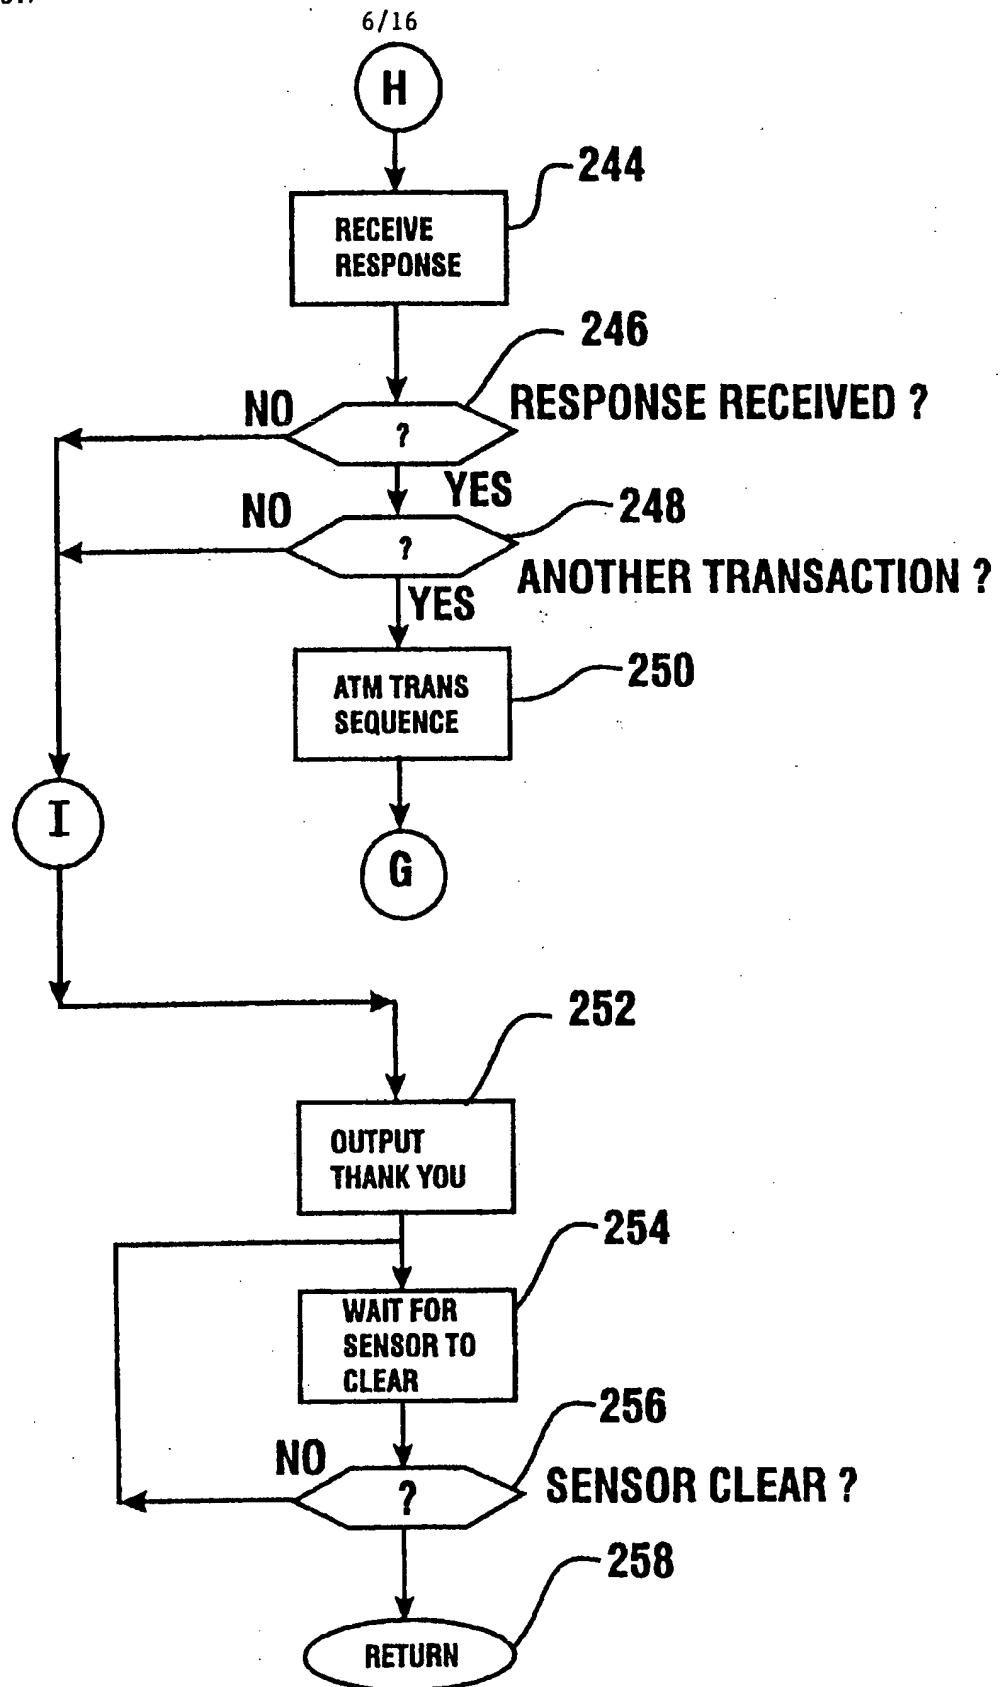 6/16
H
244
RECEIVE
RESPONSE
246
RESPONSE RECEIVED ?
NO
?
YES
248
NO
?
ANOTHER TRANSACTION ?
YES
250
ATM TRANS
SEQUENCE
I
G
252
OUTPUT
THANK YOU
254
WAIT FOR
SENSOR TO
CLEAR
256
NO
?
SENSOR CLEAR ?
258
RETURN